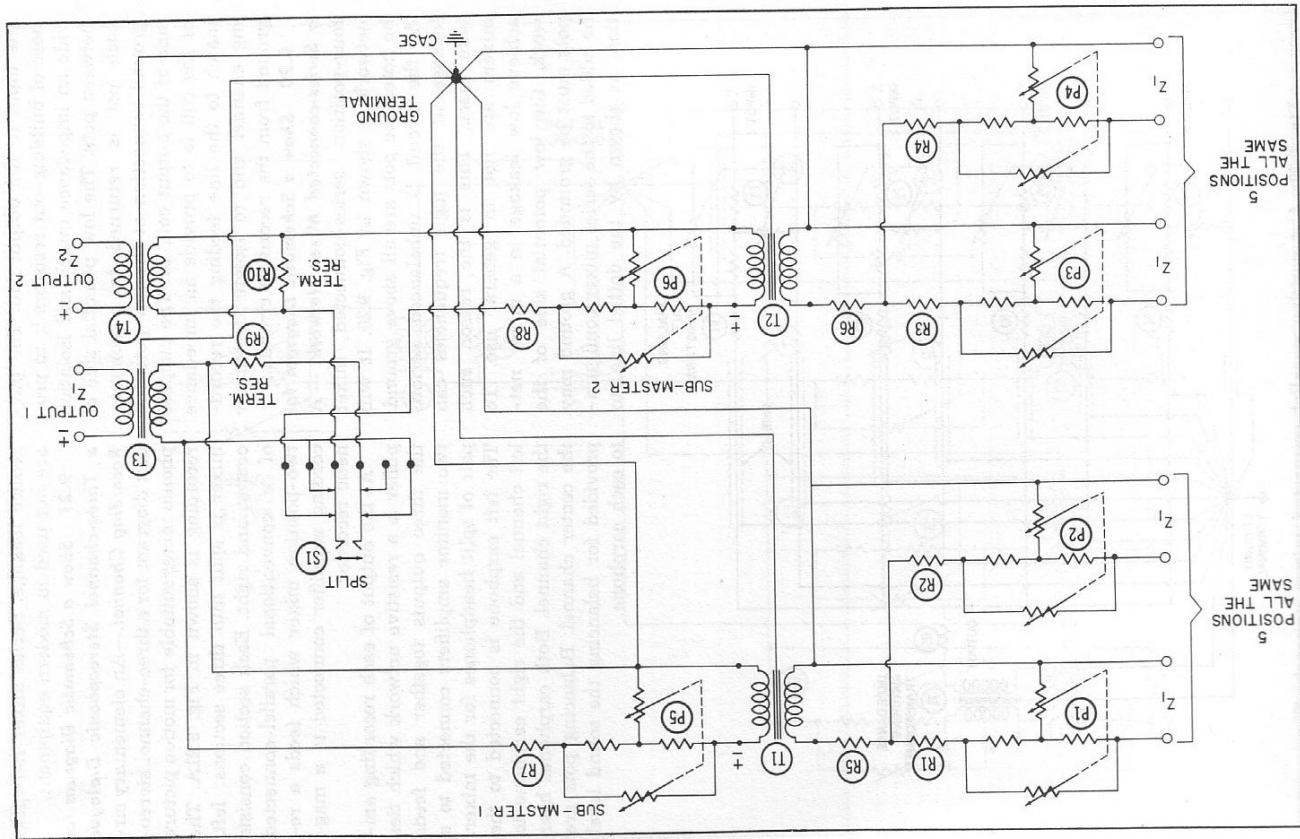 5
POSITIONS
ALL THE
SAME
Z1
P1
R1
R5
T1
±
P5
R7
SUB-MASTER 1
Z1
P2
R2
SPLIT
S1
T3
±
OUTPUT 1
Z1
TERM.
RES.
R9
5
POSITIONS
ALL THE
SAME
Z1
P3
R3
R6
T2
±
P6
R8
SUB-MASTER 2
TERM.
RES.
R10
T4
±
OUTPUT 2
Z2
Z1
P4
R4
GROUND
TERMINAL
CASE